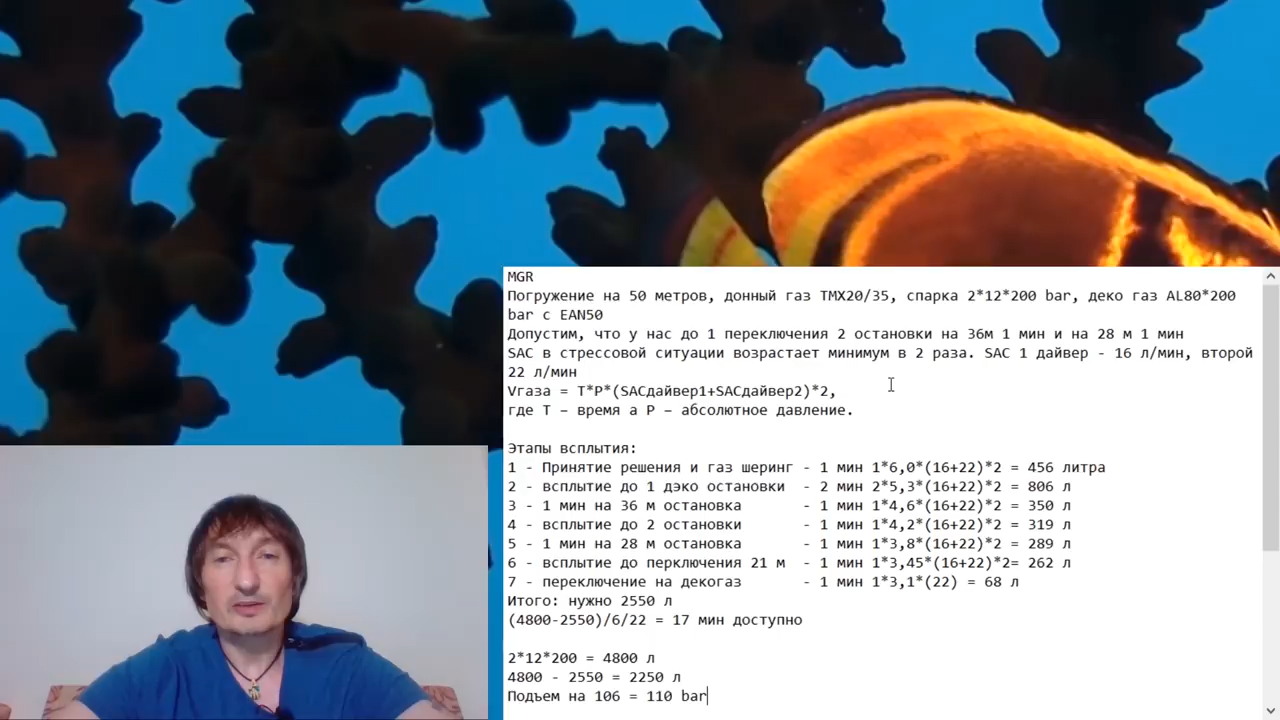 MGR
Погружение на 50 метров, донный газ TMX20/35, спарка 2*12*200 bar, деко газ AL80*200
bar с EAN50
Допустим, что у нас до 1 переключения 2 остановки на 36м 1 мин и на 28 м 1 мин
SAC в стрессовой ситуации возрастает минимум в 2 раза. SAC 1 дайвер - 16 л/мин, второй
22 л/мин
Vгаза = T*P*(SACдайвер1+SACдайвер2)*2,
где T – время а P – абсолютное давление.
Этапы всплытия:
1 - Принятие решения и газ шеринг - 1 мин 1*6,0*(16+22)*2 = 456 литра
2 - всплытие до 1 дэко остановки - 2 мин 2*5,3*(16+22)*2 = 806 л
3 - 1 мин на 36 м остановка - 1 мин 1*4,6*(16+22)*2 = 350 л
4 - всплытие до 2 остановки - 1 мин 1*4,2*(16+22)*2 = 319 л
5 - 1 мин на 28 м остановка - 1 мин 1*3,8*(16+22)*2 = 289 л
6 - всплытие до перключения 21 м - 1 мин 1*3,45*(16+22)*2= 262 л
7 - переключение на декогаз - 1 мин 1*3,1*(22) = 68 л
Итого: нужно 2550 л
(4800-2550)/6/22 = 17 мин доступно
2*12*200 = 4800 л
4800 - 2550 = 2250 л
Подъем на 106 = 110 bar